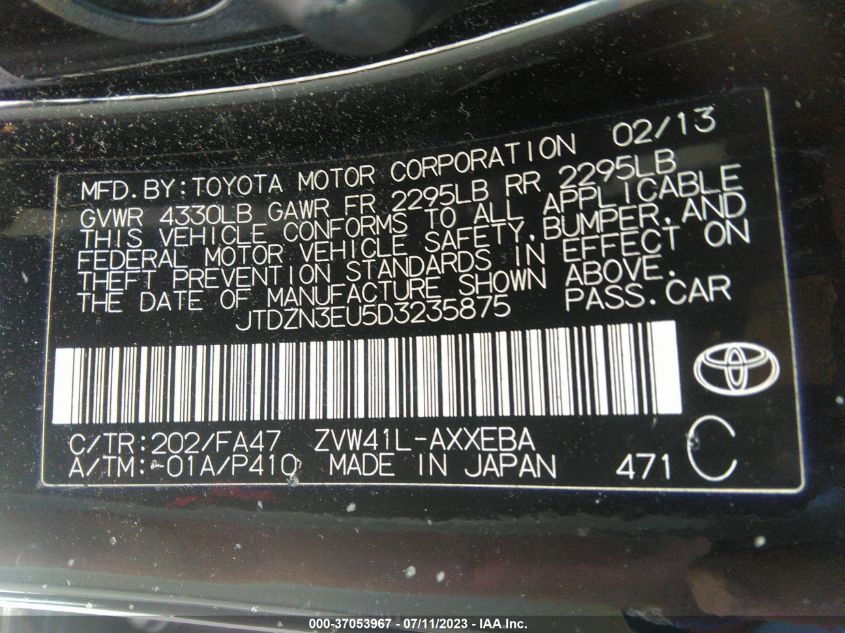 02/13
MFD.BY:TOYOTA MOTOR CORPORATION
GVWR 4330LB GAWR FR 2295LB RR 2295LB
THIS VEHICLE CONFORMS TO ALL APPLICABLE
FEDERAL MOTOR VEHICLE SAFETY,BUMPER,AND
THEFT PREVENTION STANDARDS IN EFFECT ON
THE DATE OF MANUFACTURE SHOWN ABOVE.
JTDZN3EU5D3235875 PASS.CAR
C/TR:202/FA47 ZVW41L-AXXEBA
A/TM:-01A/P410 MADE IN JAPAN 471 C
000-37053967 - 07/11/2023 - IAA Inc.